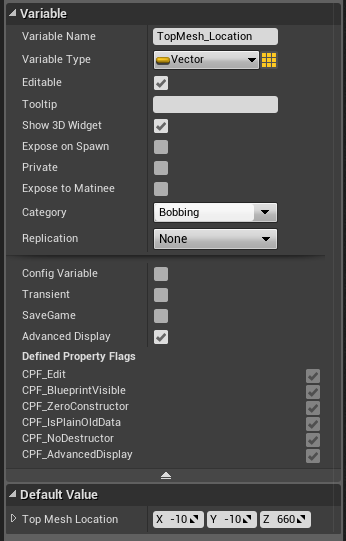 Variable
Variable Name TopMesh_Location
Variable Type Vector
Editable
Tooltip
Show 3D Widget
Expose on Spawn
Private
Expose to Matinee
Category Bobbing
Replication None
Config Variable
Transient
SaveGame
Advanced Display
Defined Property Flags
CPF_Edit
CPF_BlueprintVisible
CPF_ZeroConstructor
CPF_IsPlainOldData
CPF_NoDestructor
CPF_AdvancedDisplay
Default Value
Top Mesh Location X -10 Y -10 Z 660